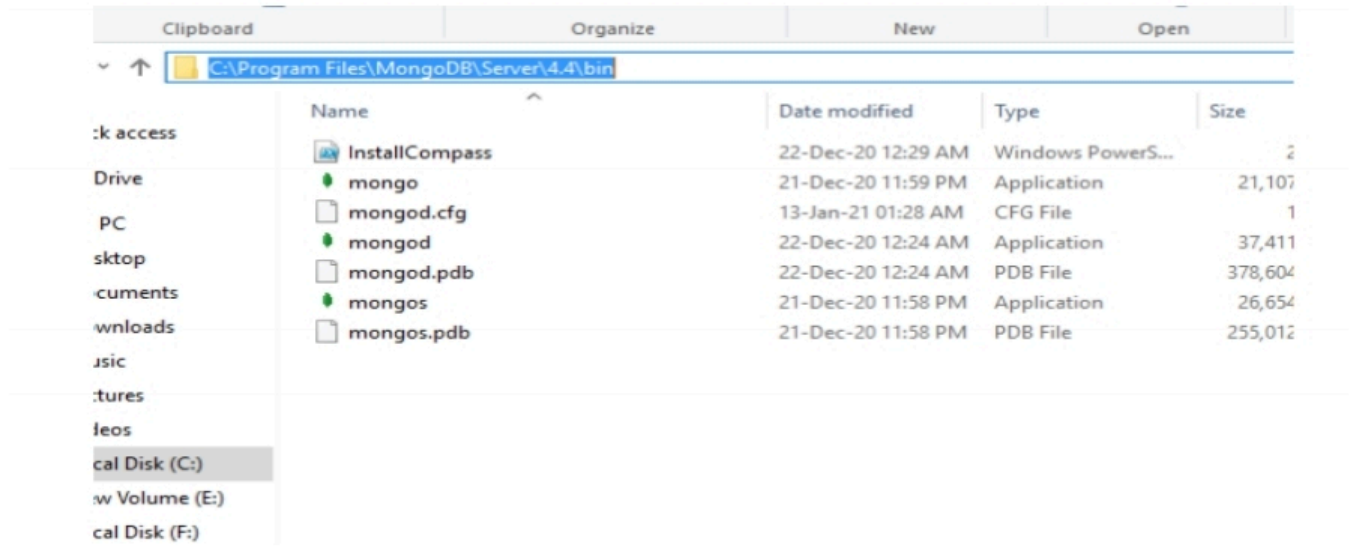 Clipboard Organize New Open
C:\Program Files\MongoDB\Server\4.4\bin
Name Date modified Type Size
:k access
InstallCompass 22-Dec-20 12:29 AM Windows PowerS... 2
Drive
mongo 21-Dec-20 11:59 PM Application 21,107
PC
mongod.cfg 13-Jan-21 01:28 AM CFG File 1
sktop
mongod 22-Dec-20 12:24 AM Application 37,411
mongod.pdb 22-Dec-20 12:24 AM PDB File 378,604
cuments
mongos 21-Dec-20 11:58 PM Application 26,654
wnloads
mongos.pdb 21-Dec-20 11:58 PM PDB File 255,012
usic
tures
deos
cal Disk (C:)
w Volume (E:)
cal Disk (F:)